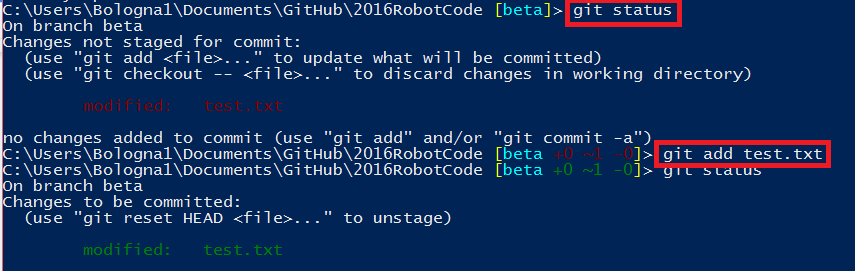 C:\Users\Bologna1\Documents\GitHub\2016RobotCode [beta]> git status
On branch beta
Changes not staged for commit:
  (use "git add <file>..." to update what will be committed)
  (use "git checkout -- <file>..." to discard changes in working directory)
        modified:   test.txt
no changes added to commit (use "git add" and/or "git commit -a")
C:\Users\Bologna1\Documents\GitHub\2016RobotCode [beta +0 ~1 -0]> git add test.txt
C:\Users\Bologna1\Documents\GitHub\2016RobotCode [beta +0 ~1 -0]> git status
On branch beta
Changes to be committed:
  (use "git reset HEAD <file>..." to unstage)
        modified:   test.txt